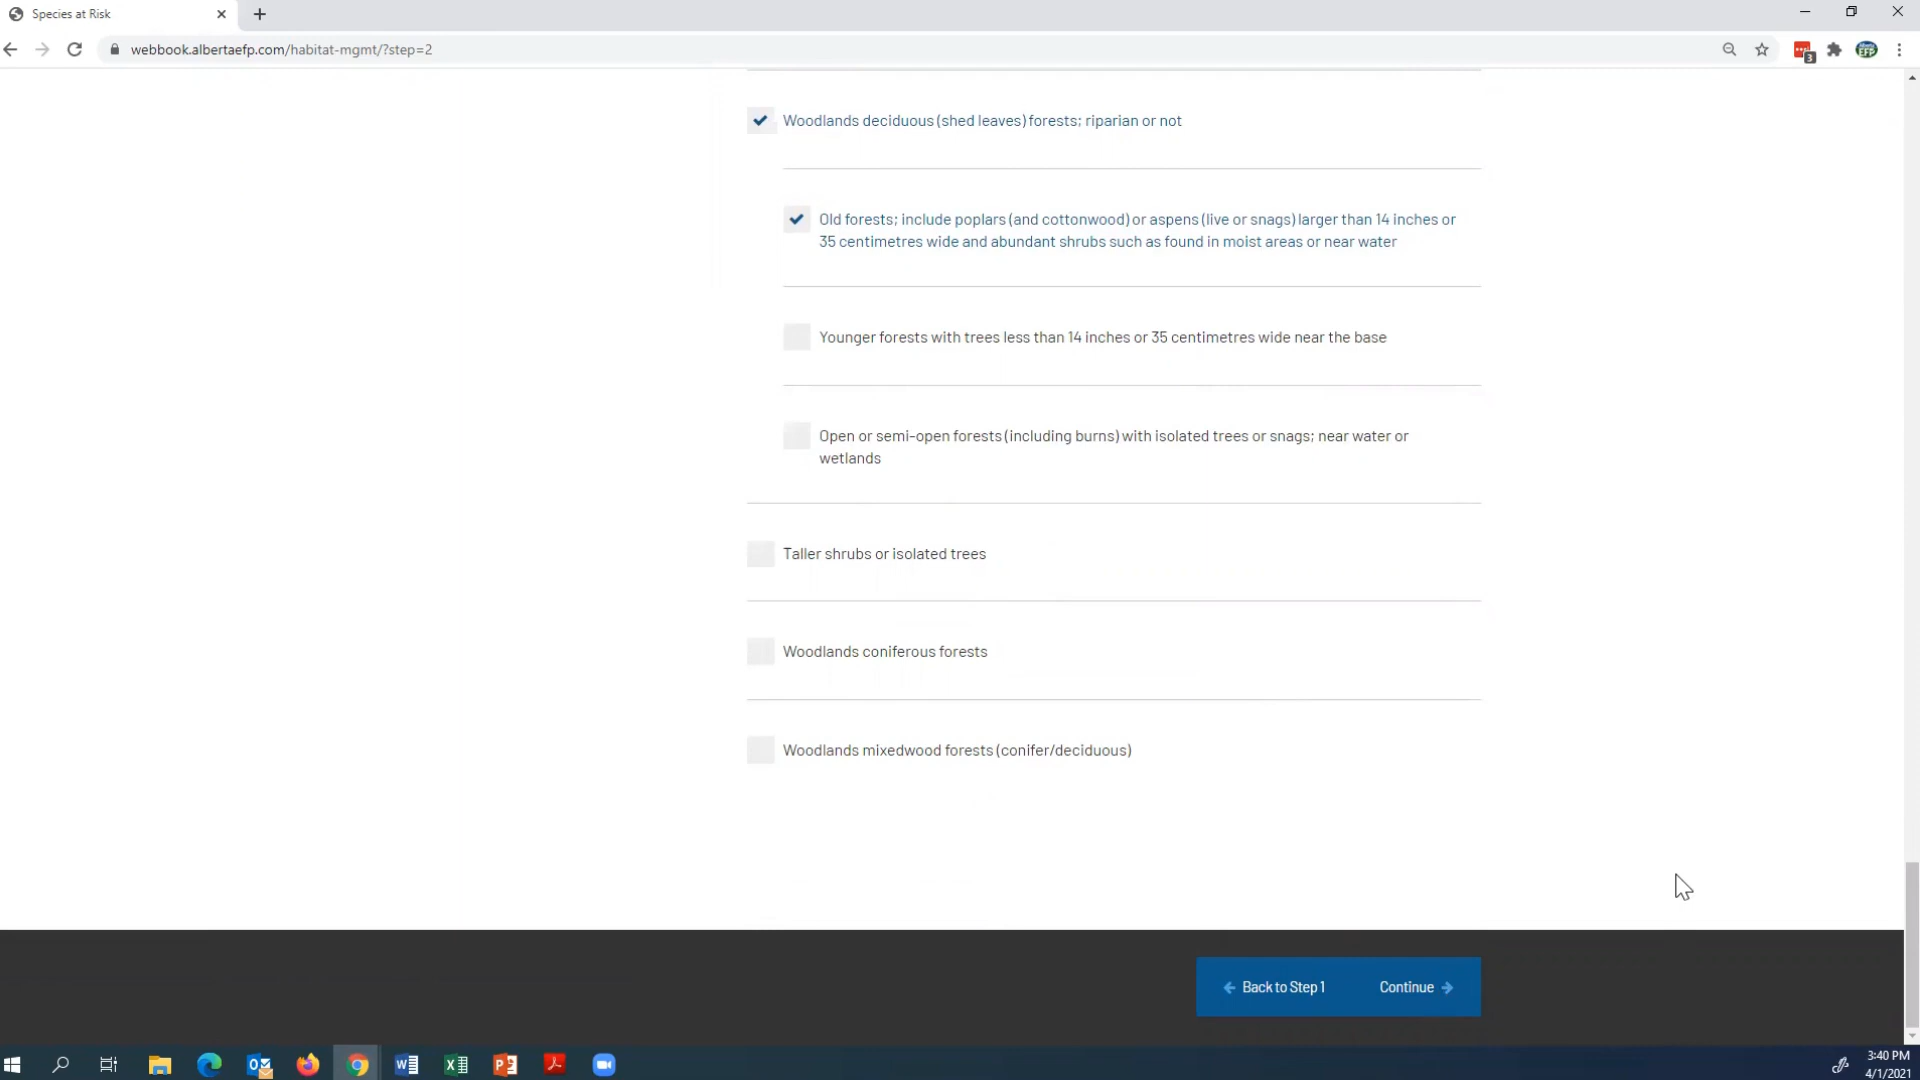 Species at Risk
webbook.albertaefp.com/habitat-mgmt/?step=2
3
Woodlands deciduous (shed leaves) forests; riparian or not
Old forests; include poplars (and cottonwood) or aspens (live or snags) larger than 14 inches or
35 centimetres wide and abundant shrubs such as found in moist areas or near water
Younger forests with trees less than 14 inches or 35 centimetres wide near the base
Open or semi-open forests (including burns) with isolated trees or snags; near water or
wetlands
Taller shrubs or isolated trees
Woodlands coniferous forests
Woodlands mixedwood forests (conifer/deciduous)
Back to Step 1
Continue
3:40 PM
4/1/2021